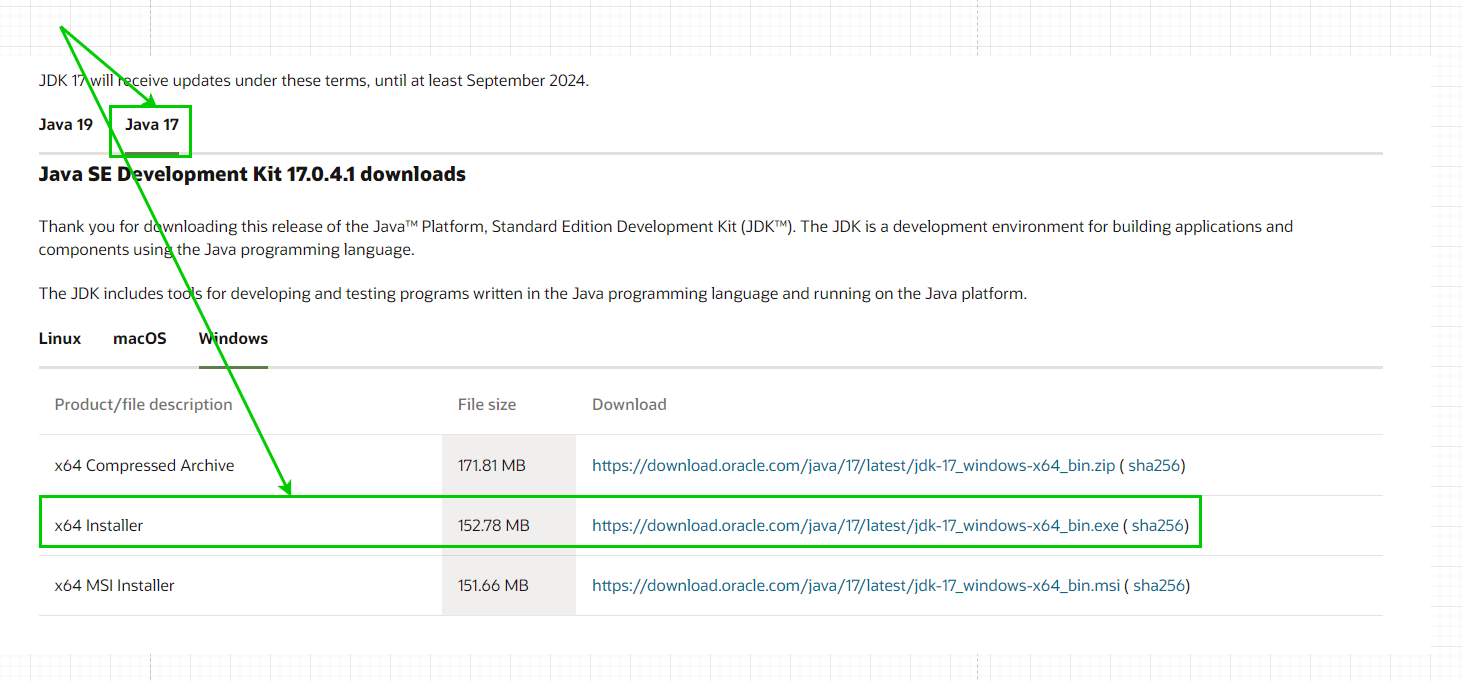 JDK 17 will receive updates under these terms, until at least September 2024.
Java 19 Java 17
Java SE Development Kit 17.0.4.1 downloads
Thank you for downloading this release of the Java™ Platform, Standard Edition Development Kit (JDK™). The JDK is a development environment for building applications and
components using the Java programming language.
The JDK includes tools for developing and testing programs written in the Java programming language and running on the Java platform.
Linux macOS Windows
Product/file description File size Download
x64 Compressed Archive 171.81 MB https://download.oracle.com/java/17/latest/jdk-17_windows-x64_bin.zip ( sha256)
x64 Installer 152.78 MB https://download.oracle.com/java/17/latest/jdk-17_windows-x64_bin.exe ( sha256)
x64 MSI Installer 151.66 MB https://download.oracle.com/java/17/latest/jdk-17_windows-x64_bin.msi ( sha256)